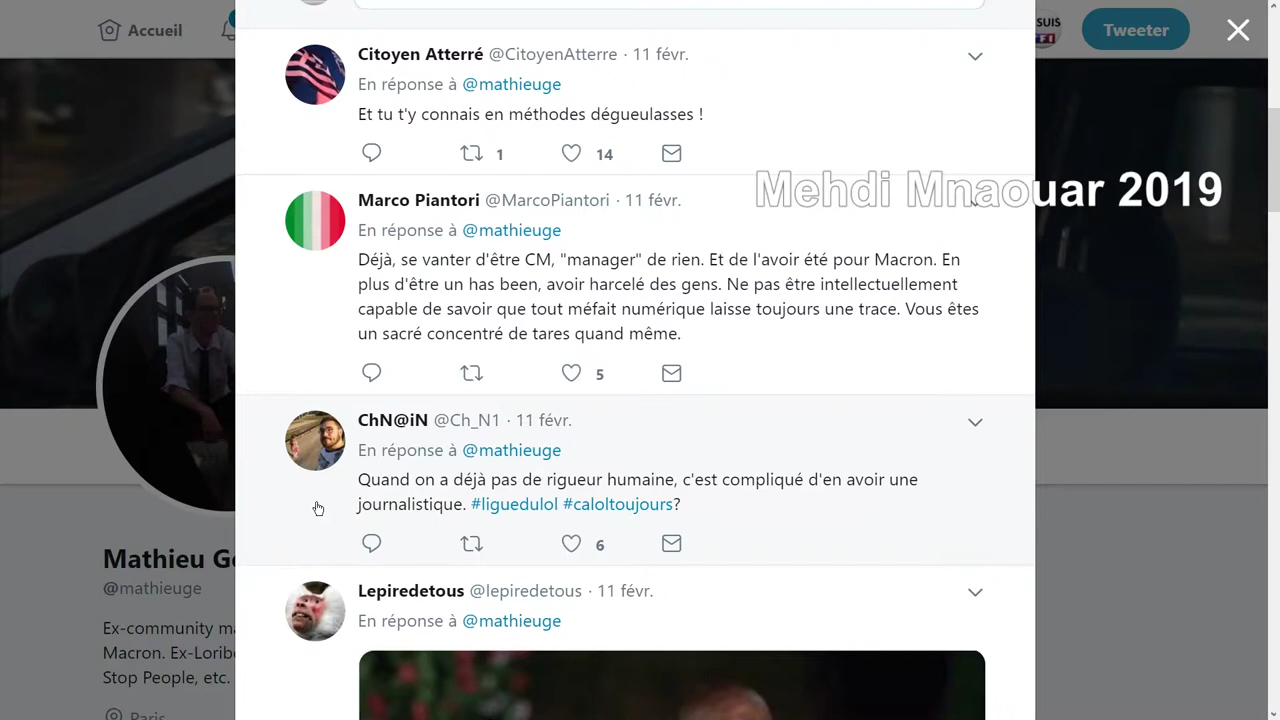 Accueil
SUIS
TF1
Tweeter
Citoyen Atterré @CitoyenAtterre · 11 févr.
En réponse à @mathieuge
Et tu t'y connais en méthodes dégueulasses !
1 14
Mehdi Mnaouar 2019
Marco Piantori @MarcoPiantori · 11 févr.
En réponse à @mathieuge
Déjà, se vanter d'être CM, "manager" de rien. Et de l'avoir été pour Macron. En
plus d'être un has been, avoir harcelé des gens. Ne pas être intellectuellement
capable de savoir que tout méfait numérique laisse toujours une trace. Vous êtes
un sacré concentré de tares quand même.
5
ChN@iN @Ch_N1 · 11 févr.
En réponse à @mathieuge
Quand on a déjà pas de rigueur humaine, c'est compliqué d'en avoir une
journalistique. #liguedulol #caloltoujours?
6
Mathieu
@mathieuge
Lepiredetous @lepiredetous · 11 févr.
En réponse à @mathieuge
Ex-community
Macron. Ex-
Stop People, etc.
Paris